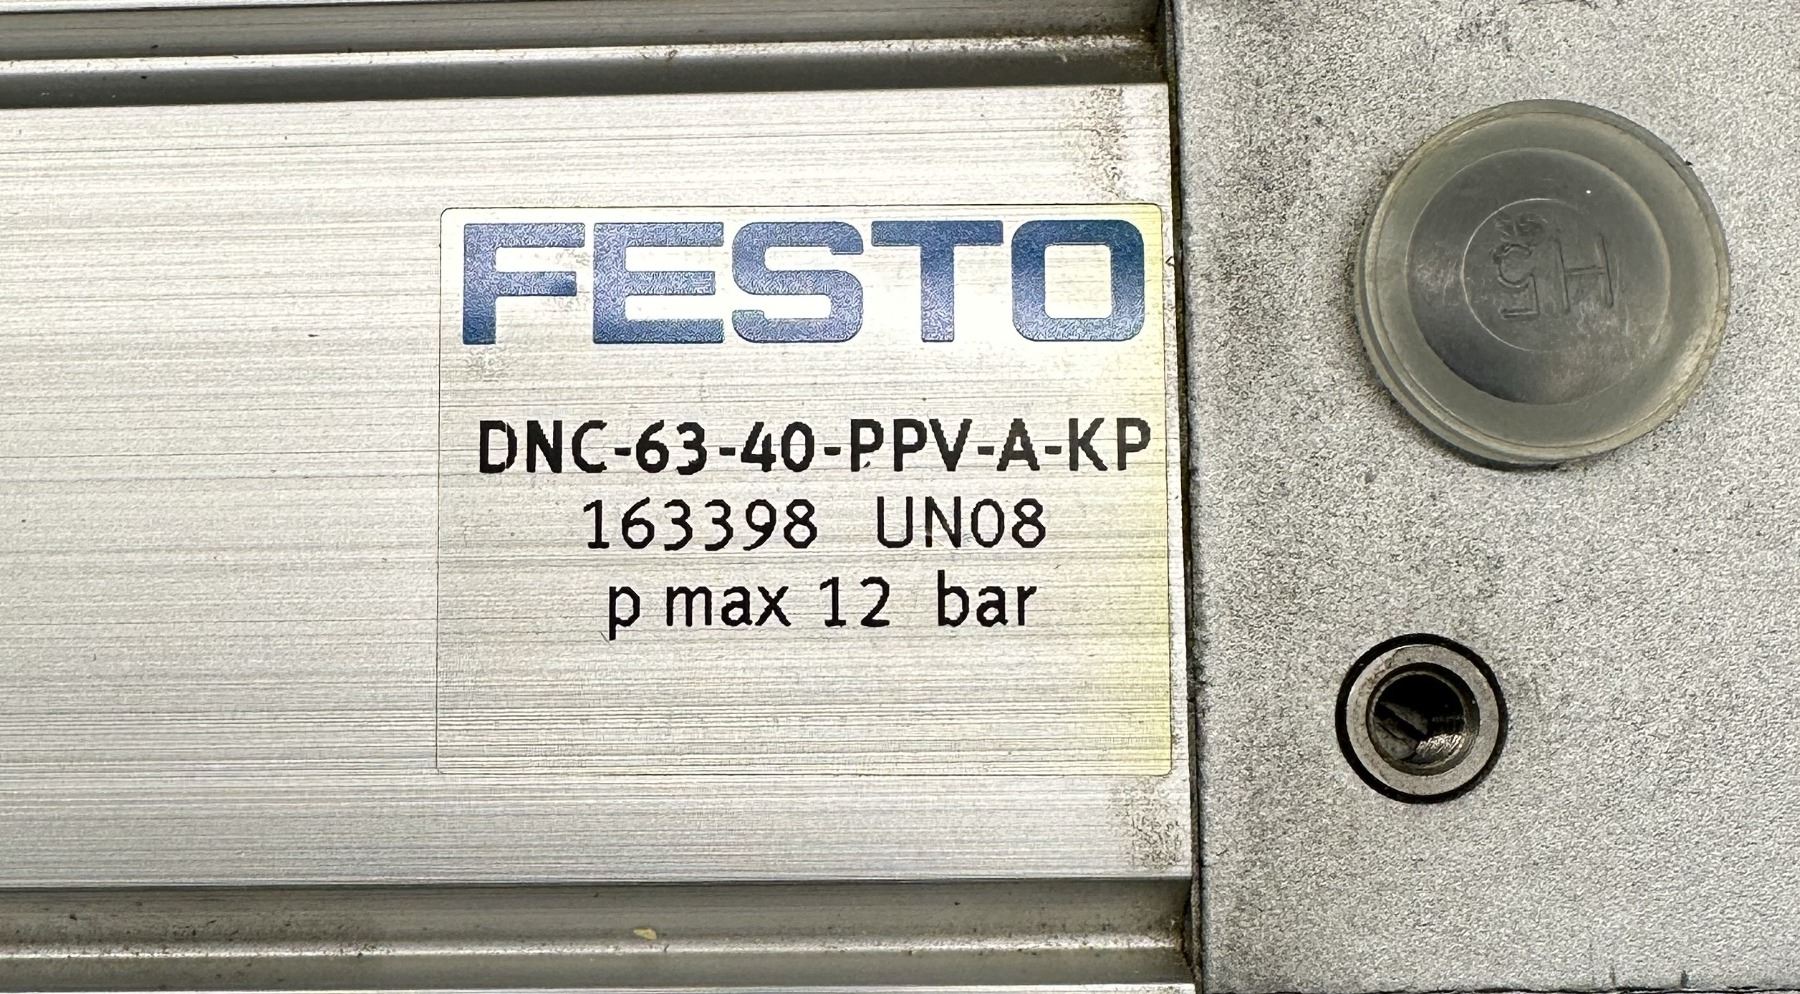 FESTO
DNC-63-40-PPV-A-KP
163398 UN08
p max 12 bar